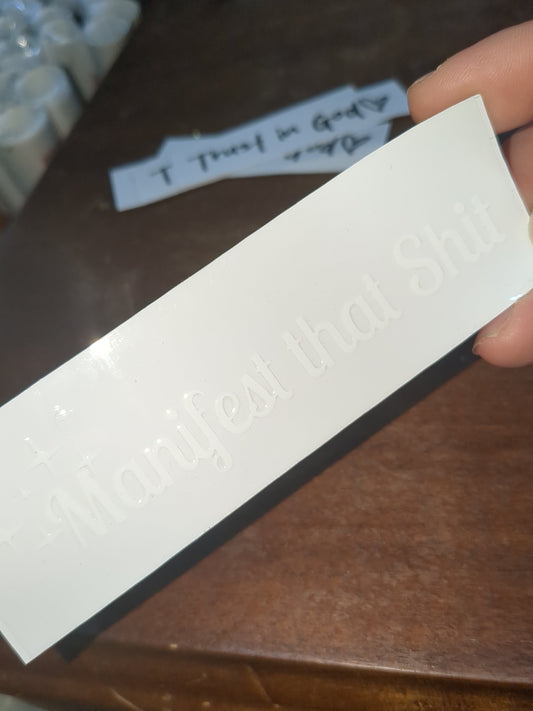 I Trust in God
Manifest that Shit